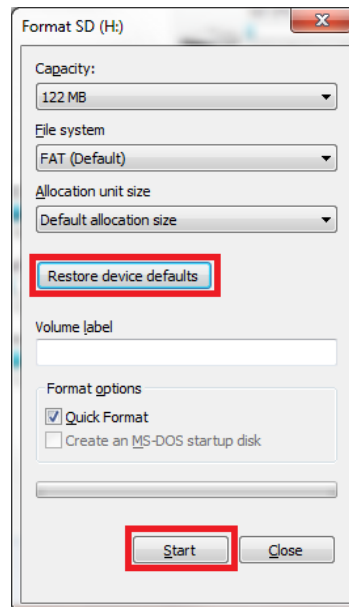 Format SD (H:)
Capacity:
122 MB
File system
FAT (Default)
Allocation unit size
Default allocation size
Restore device defaults
Volume label
Format options
Quick Format
Create an MS-DOS startup disk
Start
Close